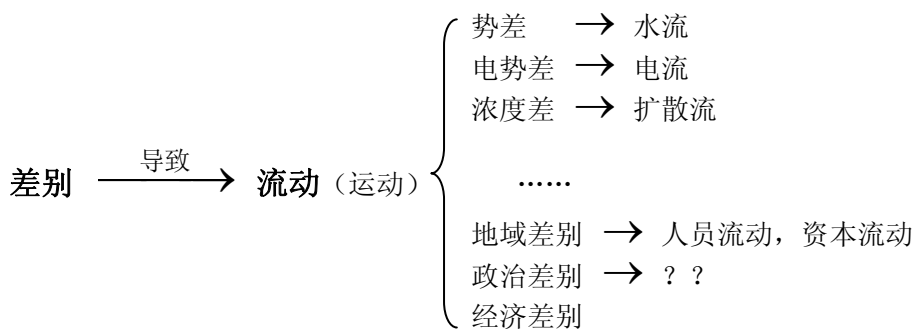 势差 → 水流
电势差 → 电流
浓度差 → 扩散流
差别 导致 → 流动（运动）
……
地域差别 → 人员流动，资本流动
政治差别 → ？？
经济差别